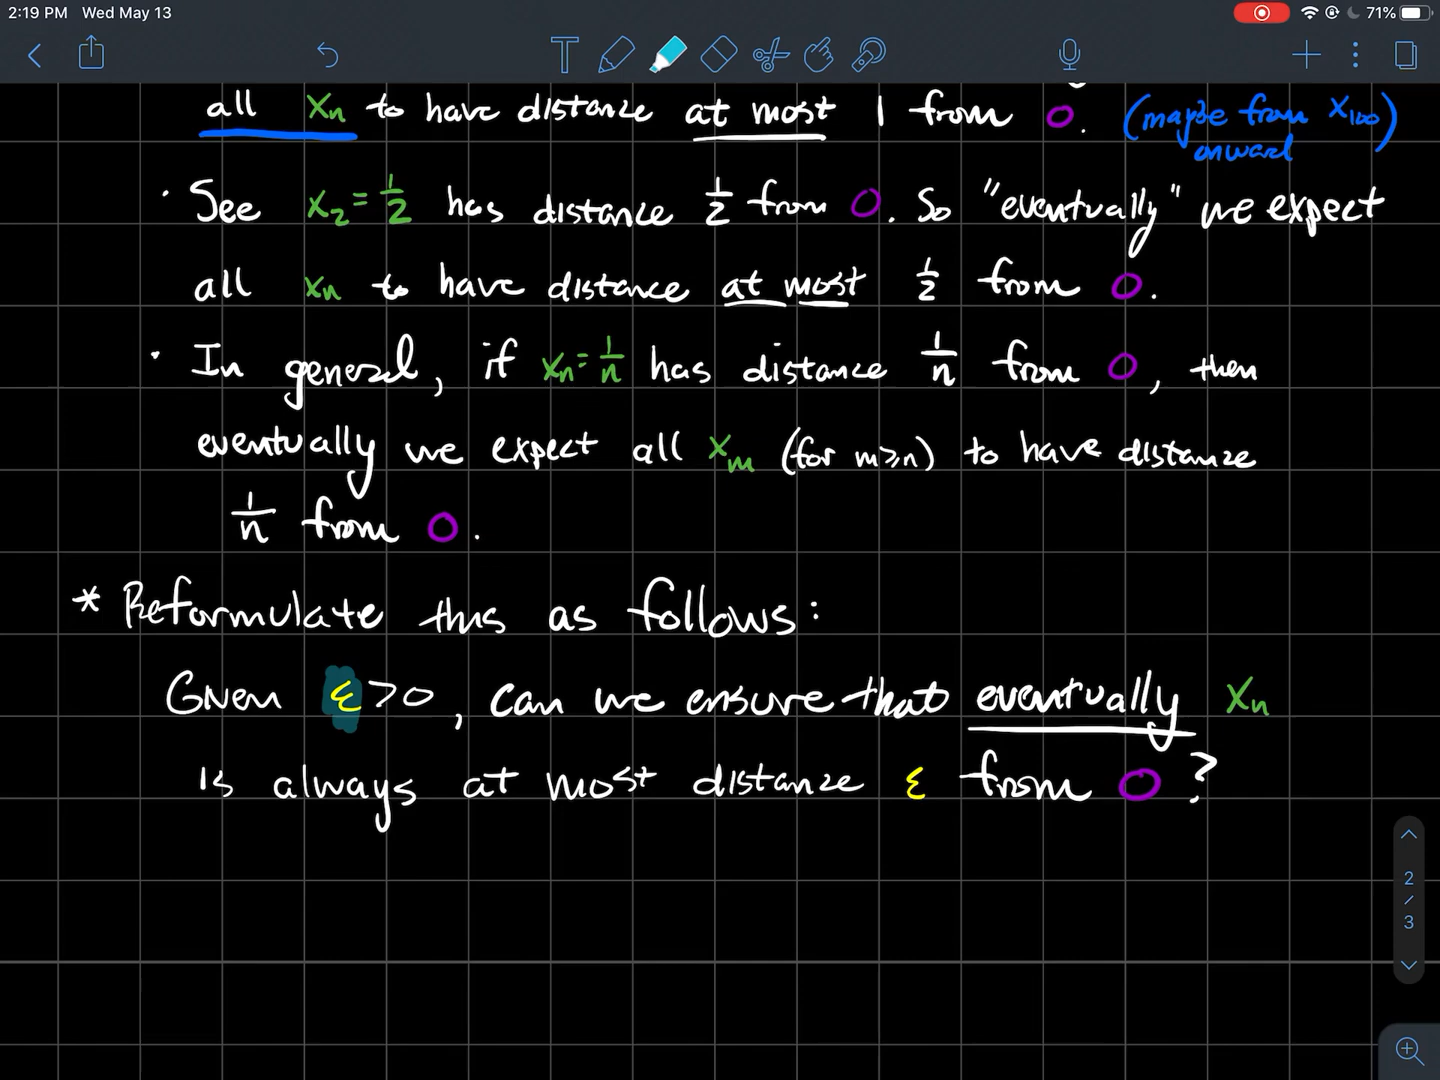 2:19 PM Wed May 13
71%
all xₙ to have distance at most 1 from 0. (maybe from x₁₀₀ onward)
· See x₂ = 1/2 has distance 1/2 from 0. So "eventually" we expect
all xₙ to have distance at most 1/2 from 0.
· In general, if xₙ = 1/n has distance 1/n from 0, then
eventually we expect all xₘ (for m≥n) to have distance
1/n from 0.
* Reformulate this as follows:
Given ε>0, can we ensure that eventually xₙ
is always at most distance ε from 0?
2
/
3